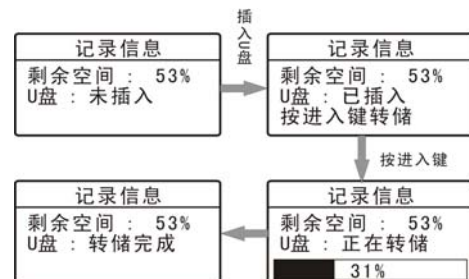 记录信息
剩余空间： 53%
U盘：未插入
插入U盘
记录信息
剩余空间： 53%
U盘：已插入
按进入键转储
按进入键
记录信息
剩余空间： 53%
U盘：正在转储
31%
记录信息
剩余空间： 53%
U盘：转储完成